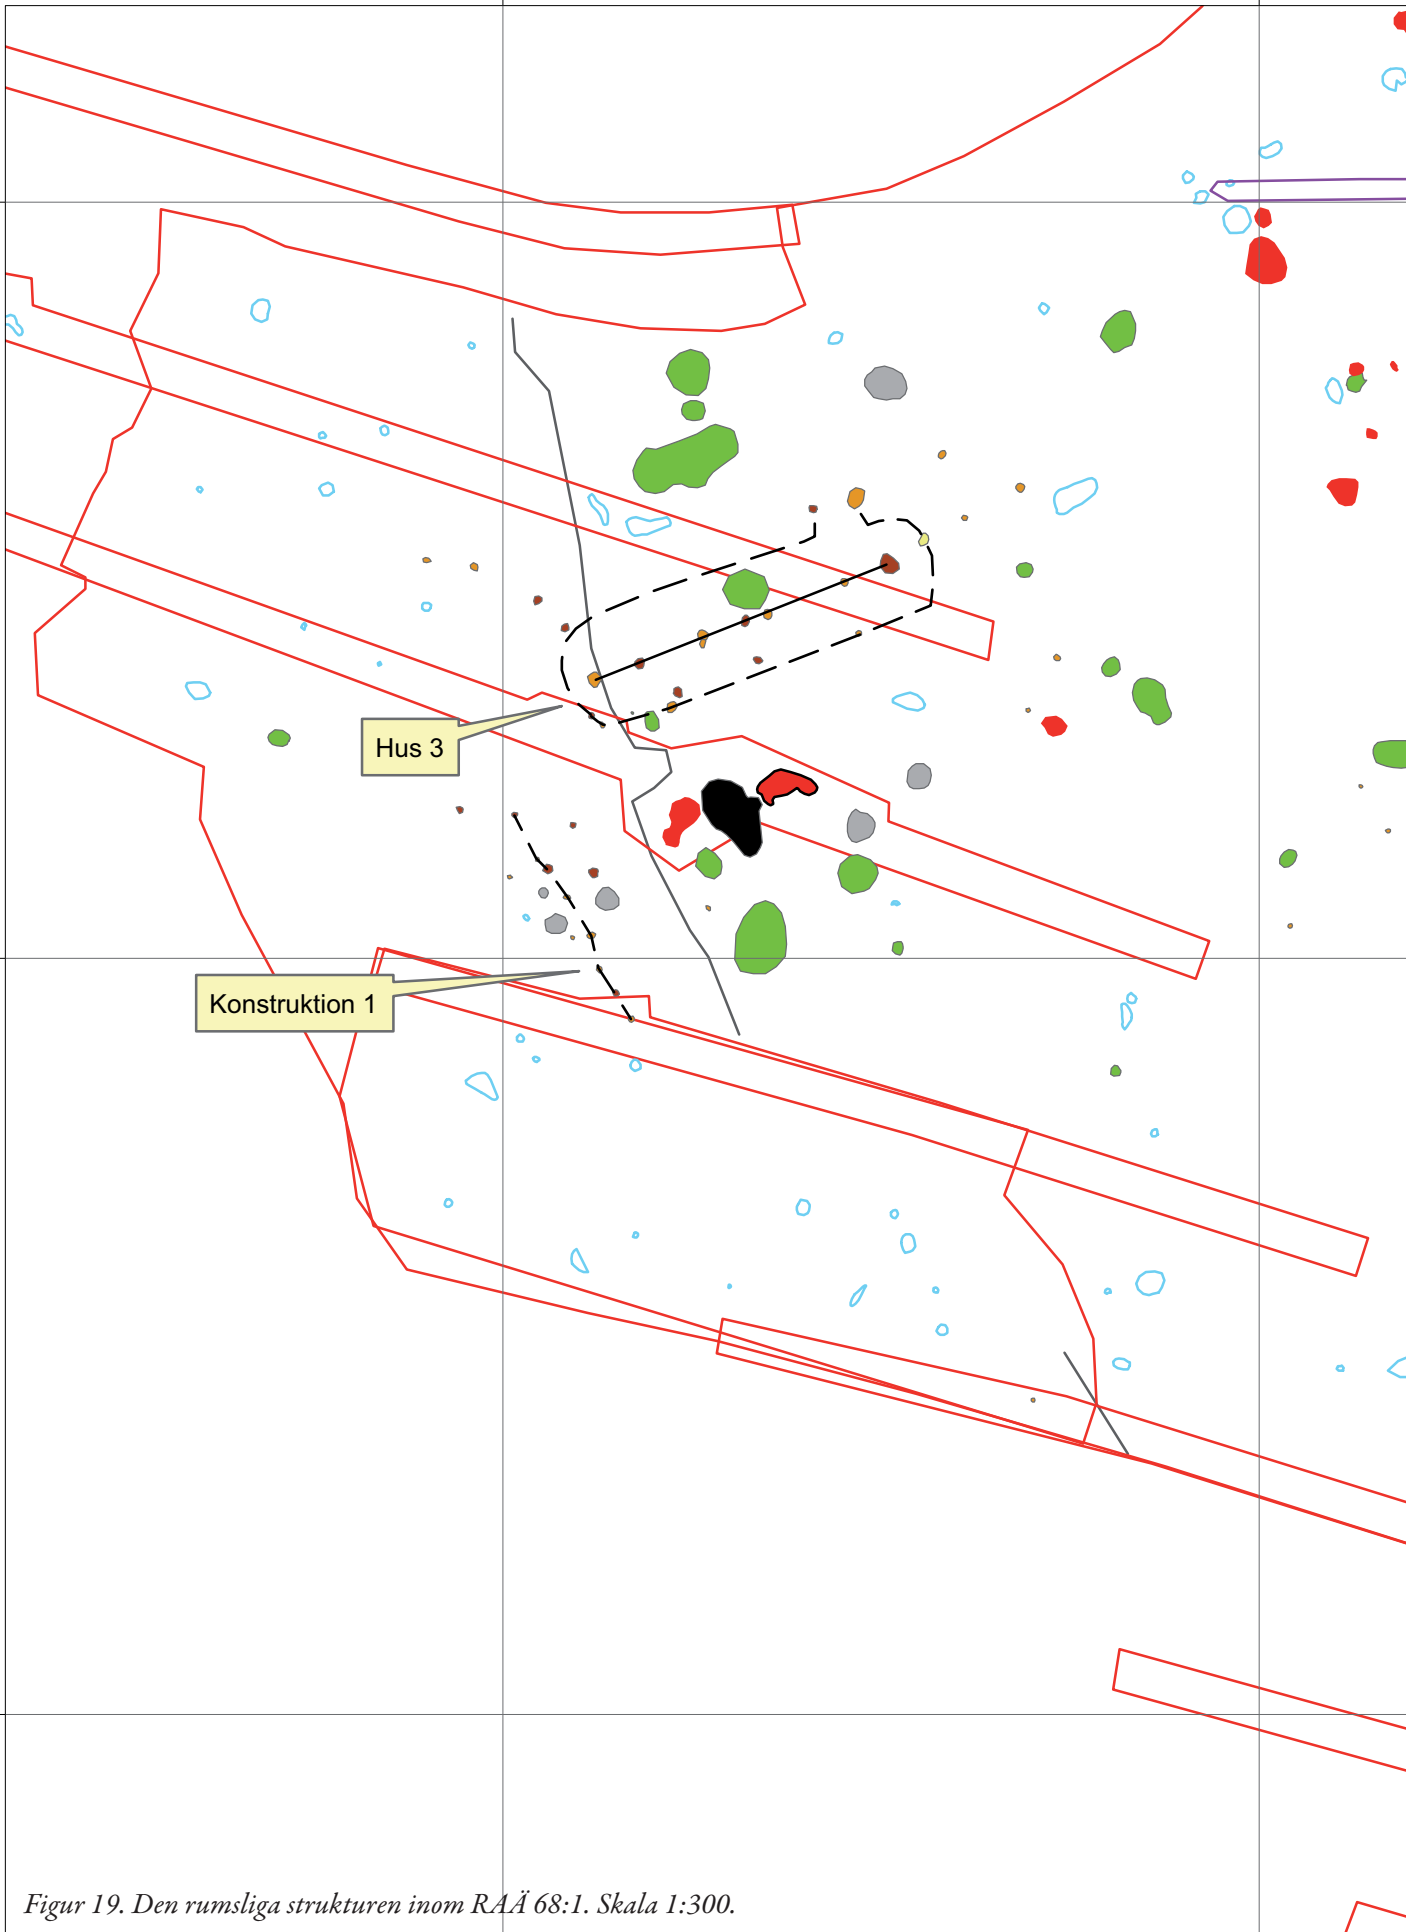 Hus 3
Konstruktion 1
Figur 19. Den rumsliga strukturen inom RAÄ 68:1. Skala 1:300.